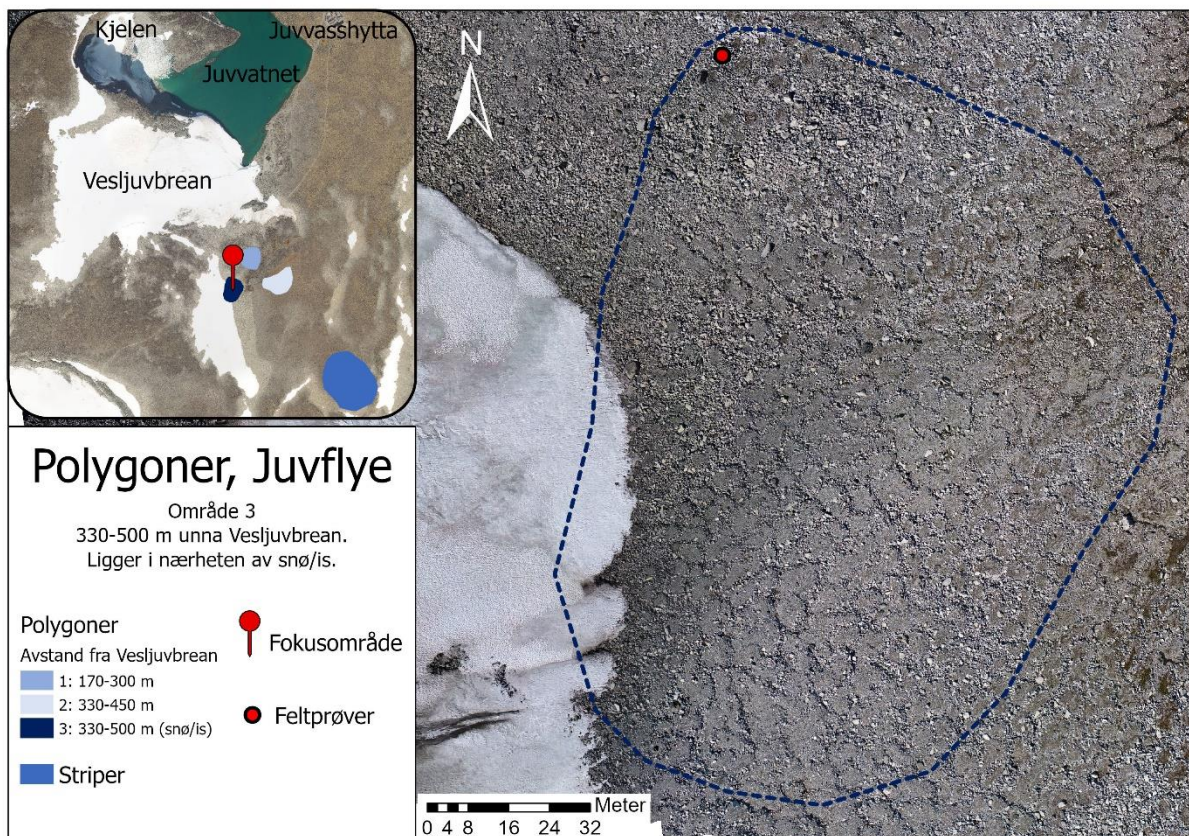 Kjelen
Juvvasshytta
Juvvatnet
Vesljuvbrean
N
Polygoner, Juvflye
Område 3
330-500 m unna Vesljuvbrean.
Ligger i nærheten av snø/is.
Polygoner
Avstand fra Vesljuvbrean
1: 170-300 m
2: 330-450 m
3: 330-500 m (snø/is)
Striper
Fokusområde
Feltprøver
Meter
0 4 8 16 24 32